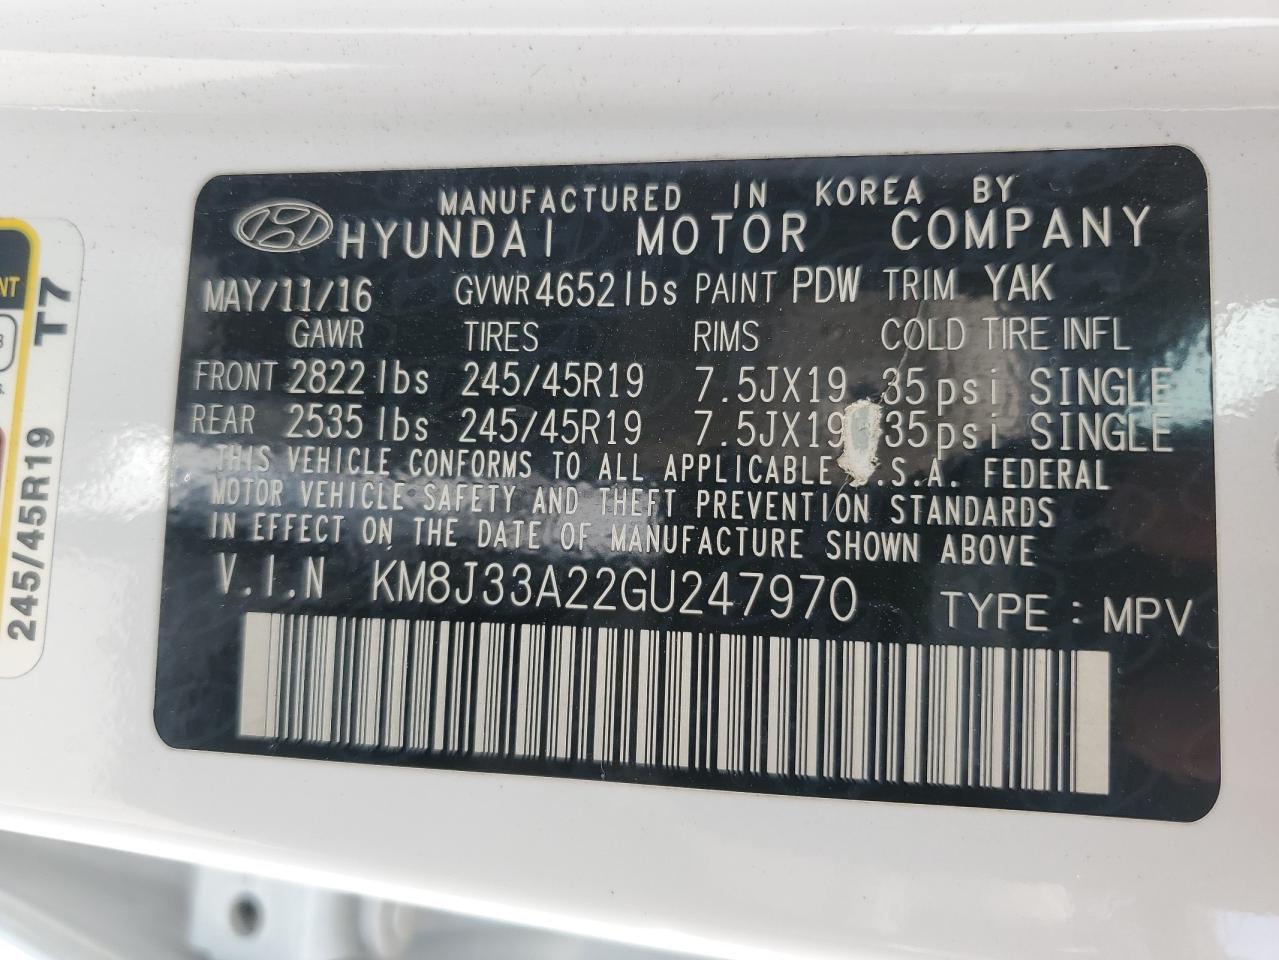 MANUFACTURED IN KOREA BY
HYUNDAI MOTOR COMPANY
MAY/11/16 GVWR 4652lbs PAINT PDW TRIM YAK
GAWR TIRES RIMS COLD TIRE INFL
FRONT 2822 lbs 245/45R19 7.5JX19 35psi SINGLE
REAR 2535 lbs 245/45R19 7.5JX19 35psi SINGLE
THIS VEHICLE CONFORMS TO ALL APPLICABLE .S.A. FEDERAL
MOTOR VEHICLE SAFETY AND THEFT PREVENTION STANDARDS
IN EFFECT ON THE DATE OF MANUFACTURE SHOWN ABOVE
V.I.N KM8J33A22GU247970 TYPE : MPV
245/45R19 T7